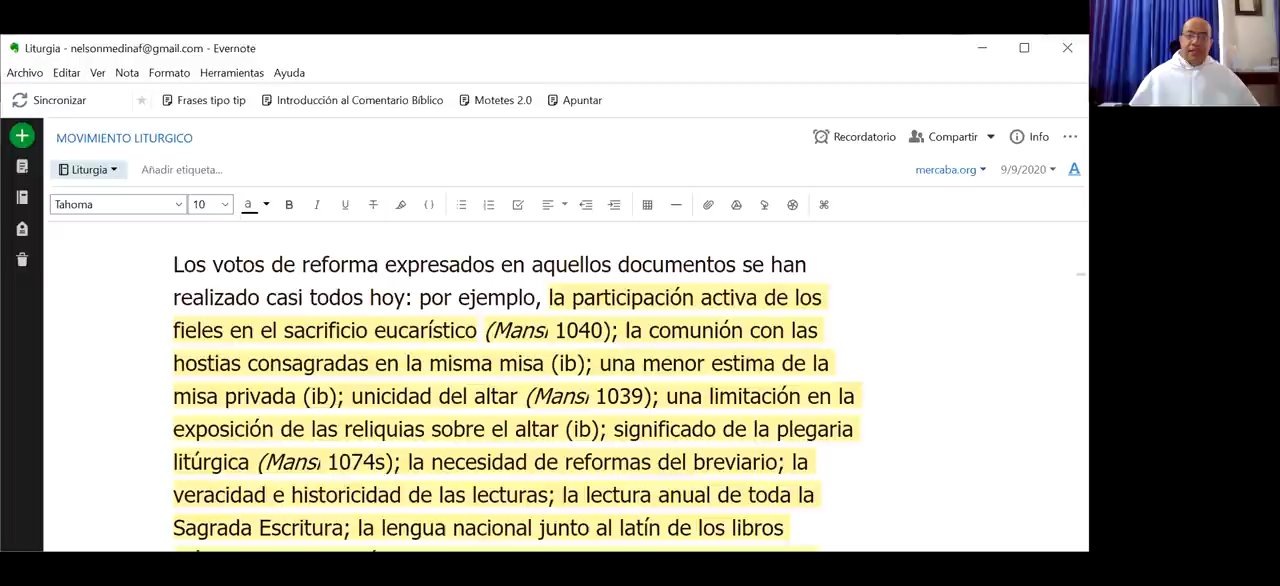 Liturgia - nelsonmedinaf@gmail.com - Evernote
Archivo Editar Ver Nota Formato Herramientas Ayuda
Sincronizar Frases tipo tip Introducción al Comentario Bíblico Motetes 2.0 Apuntar
MOVIMIENTO LITURGICO Recordatorio Compartir Info
Liturgia Añadir etiqueta... mercaba.org 9/9/2020 A
Tahoma 10 a B I U T
Los votos de reforma expresados en aquellos documentos se han
realizado casi todos hoy: por ejemplo, la participación activa de los
fieles en el sacrificio eucarístico (Mansi 1040); la comunión con las
hostias consagradas en la misma misa (ib); una menor estima de la
misa privada (ib); unicidad del altar (Mansi 1039); una limitación en la
exposición de las reliquias sobre el altar (ib); significado de la plegaria
litúrgica (Mansi 1074s); la necesidad de reformas del breviario; la
veracidad e historicidad de las lecturas; la lectura anual de toda la
Sagrada Escritura; la lengua nacional junto al latín de los libros